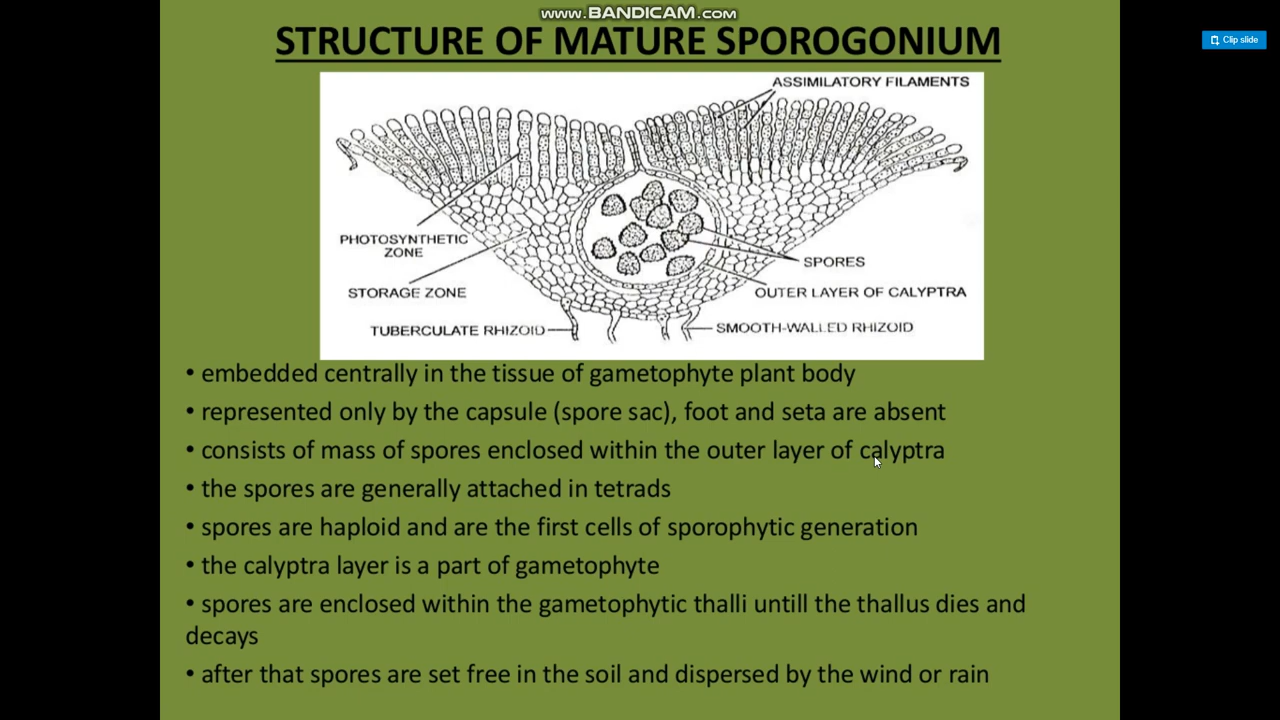 www.BANDICAM.com
STRUCTURE OF MATURE SPOROGONIUM
Clip slide
ASSIMILATORY FILAMENTS
PHOTOSYNTHETIC
ZONE
STORAGE ZONE
SPORES
OUTER LAYER OF CALYPTRA
TUBERCULATE RHIZOID
SMOOTH-WALLED RHIZOID
• embedded centrally in the tissue of gametophyte plant body
• represented only by the capsule (spore sac), foot and seta are absent
• consists of mass of spores enclosed within the outer layer of calyptra
• the spores are generally attached in tetrads
• spores are haploid and are the first cells of sporophytic generation
• the calyptra layer is a part of gametophyte
• spores are enclosed within the gametophytic thalli untill the thallus dies and
decays
• after that spores are set free in the soil and dispersed by the wind or rain